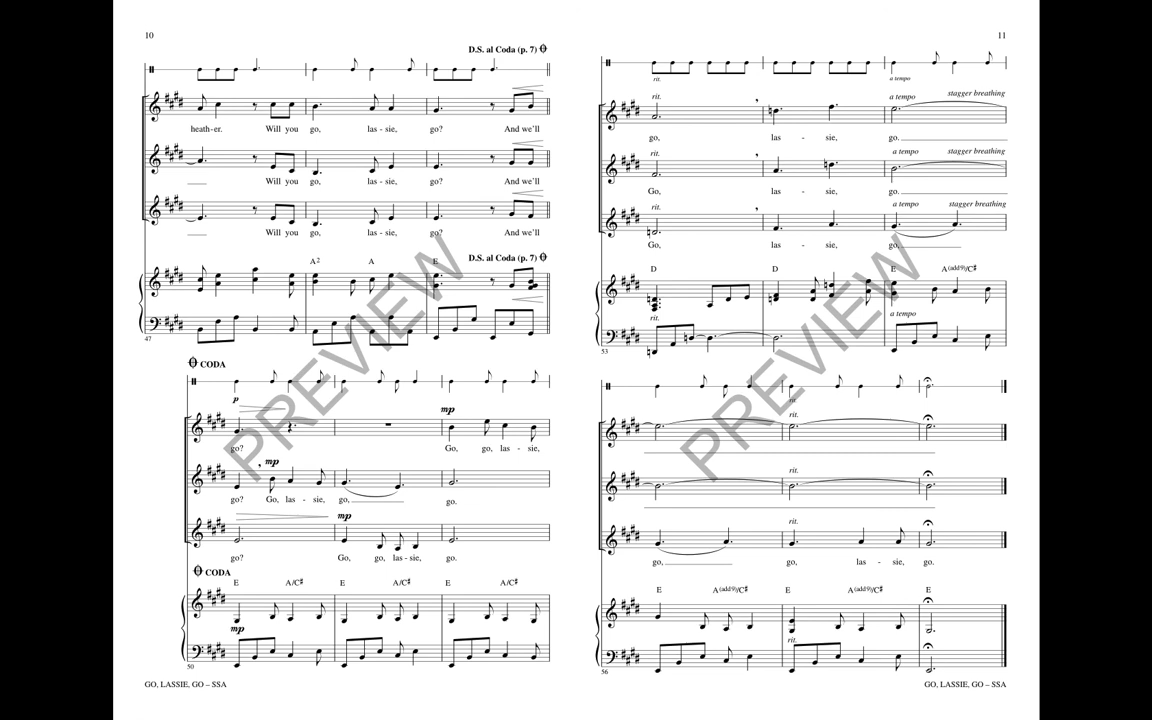 10
D.S. al Coda (p. 7)
heath-er. Will you go, las-sie, go? And we'll
Will you go, las-sie, go? And we'll
Will you go, las-sie, go? And we'll
D.S. al Coda (p. 7)
A2 A E
47
CODA
p
mp
go? Go, go, las-sie,
mp
go? Go, las-sie, go, go.
mp
go? Go, go, las-sie, go.
CODA
E A/C♯ E A/C♯ E A/C♯
mp
50
GO, LASSIE, GO – SSA
11
rit. a tempo
rit. a tempo stagger breathing
go, las - sie, go.
rit. a tempo stagger breathing
Go, las - sie, go.
rit. a tempo stagger breathing
Go, las - sie, go,
D D E A(add9)/C♯
rit. a tempo
53
rit.
rit.
rit.
go, go, las - sie, go.
E A(add9)/C♯ E A(add9)/C♯ E
rit.
56
GO, LASSIE, GO – SSA
PREVIEW
PREVIEW